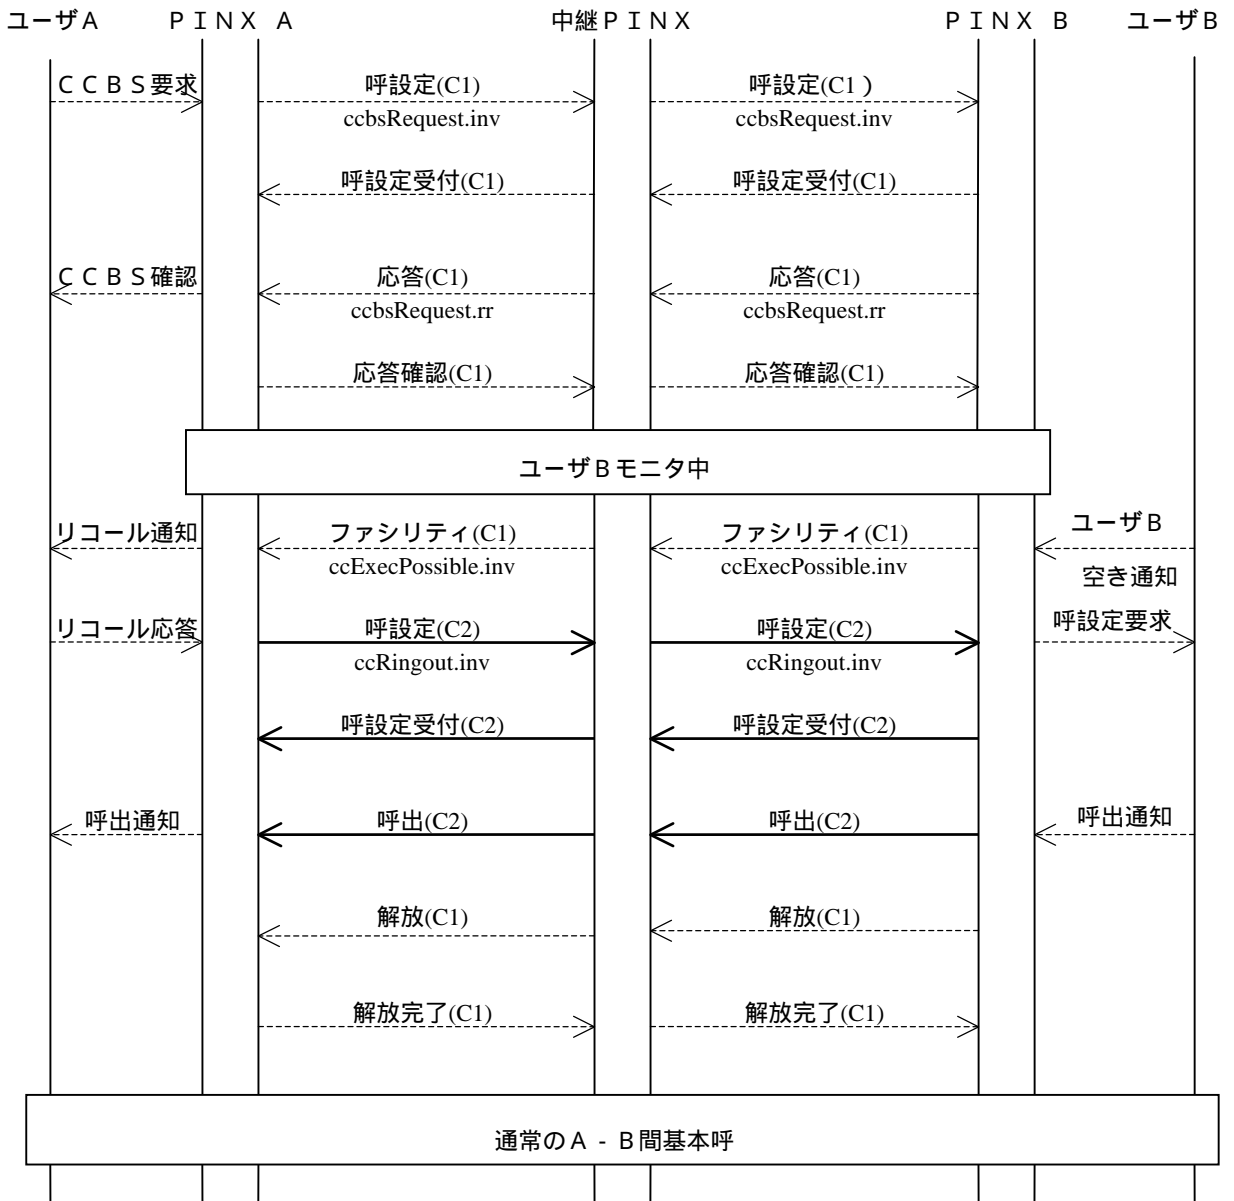 ユーザA　ＰＩＮＸ　A　中継ＰＩＮＸ　ＰＩＮＸ　B　ユーザB
ＣＣＢＳ要求　呼設定(C1)　呼設定(C1）
ccbsRequest.inv　ccbsRequest.inv
呼設定受付(C1)　呼設定受付(C1)
ＣＣＢＳ確認　応答(C1)　応答(C1)
ccbsRequest.rr　ccbsRequest.rr
応答確認(C1)　応答確認(C1)
ユーザBモニタ中
リコール通知　ファシリティ(C1)　ファシリティ(C1)　ユーザB
ccExecPossible.inv　ccExecPossible.inv　空き通知
リコール応答　呼設定(C2)　呼設定(C2)　呼設定要求
ccRingout.inv　ccRingout.inv
呼設定受付(C2)　呼設定受付(C2)
呼出通知　呼出(C2)　呼出(C2)　呼出通知
解放(C1)　解放(C1)
解放完了(C1)　解放完了(C1)
通常のA - B間基本呼